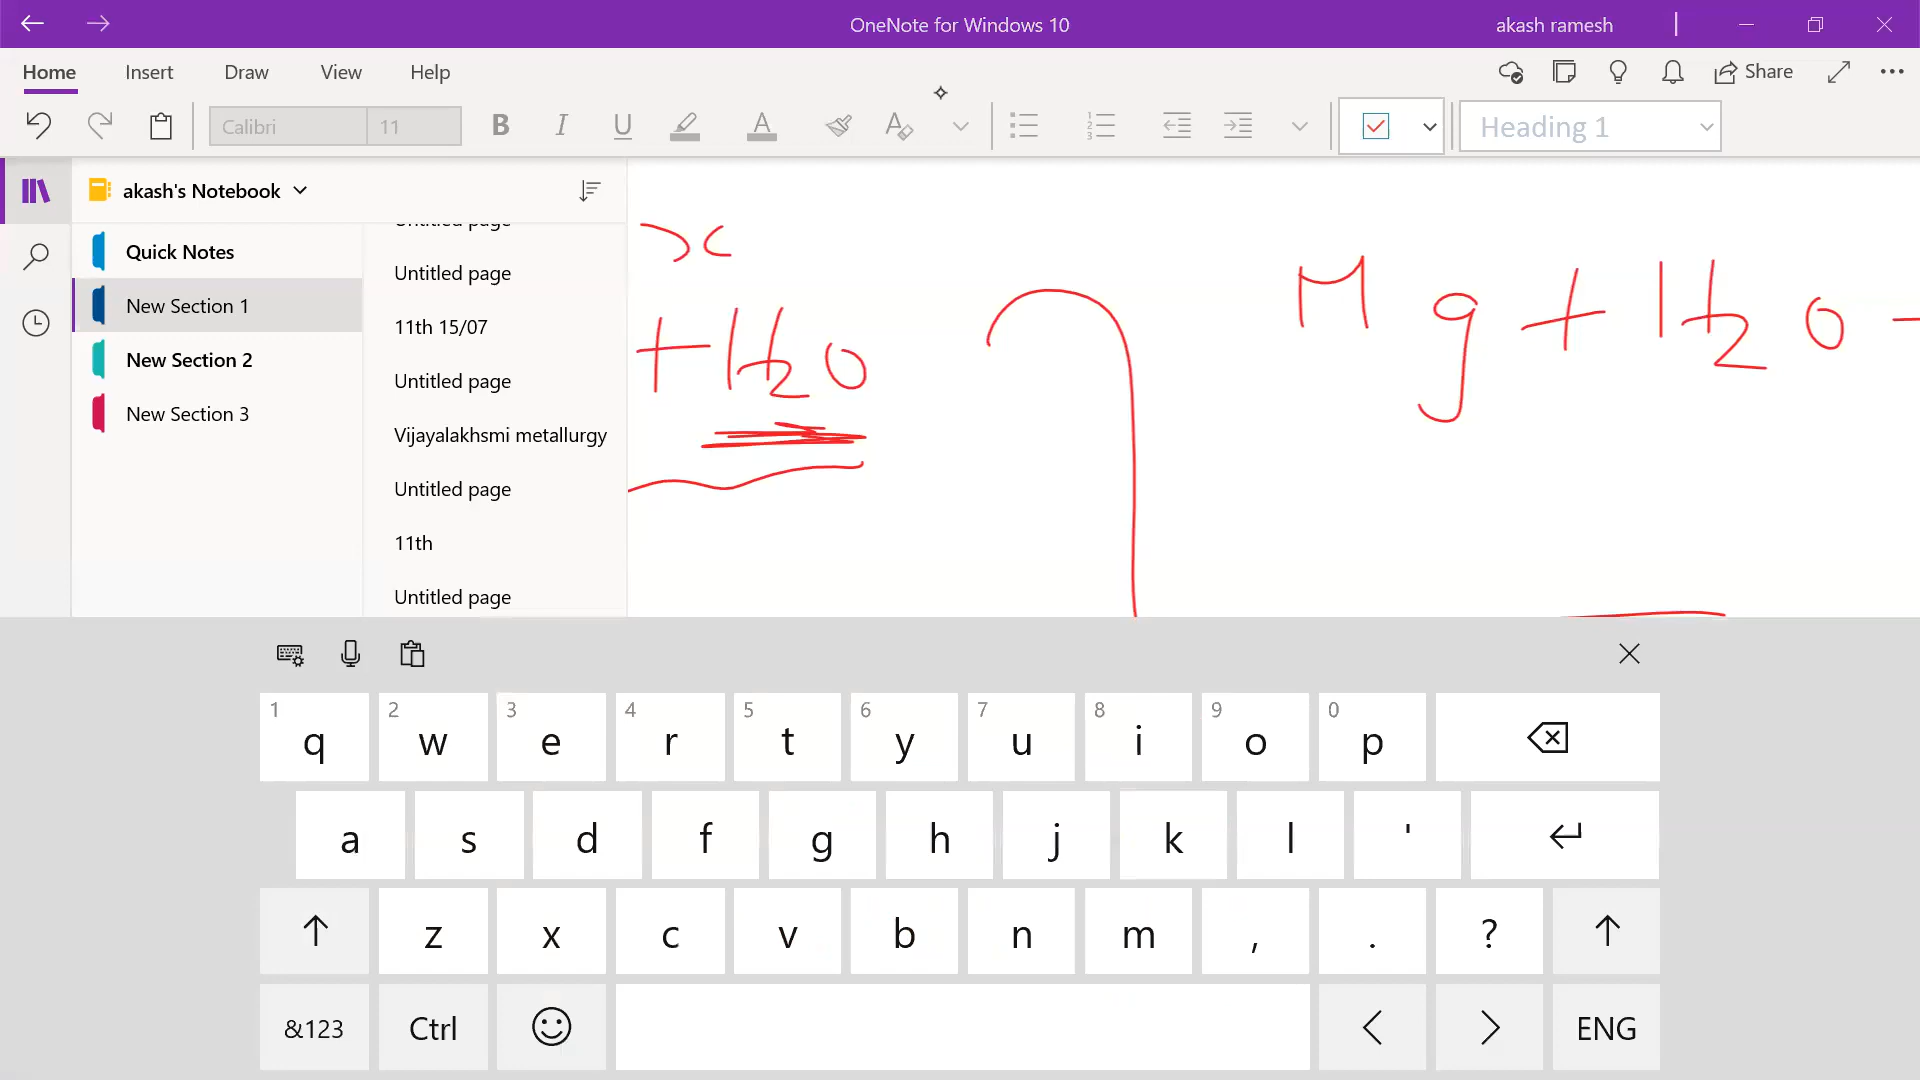 OneNote for Windows 10
akash ramesh
Home Insert Draw View Help
Share
Calibri 11 B I U
Heading 1
akash's Notebook
Quick Notes
New Section 1
New Section 2
New Section 3
Untitled page
Untitled page
11th 15/07
Untitled page
Vijayalakhsmi metallurgy
Untitled page
11th
Untitled page
x
+H2O
Mg+H2O -
1 q 2 w 3 e 4 r 5 t 6 y 7 u 8 i 9 o 0 p
a s d f g h j k l '
z x c v b n m , . ?
&123 Ctrl < > ENG